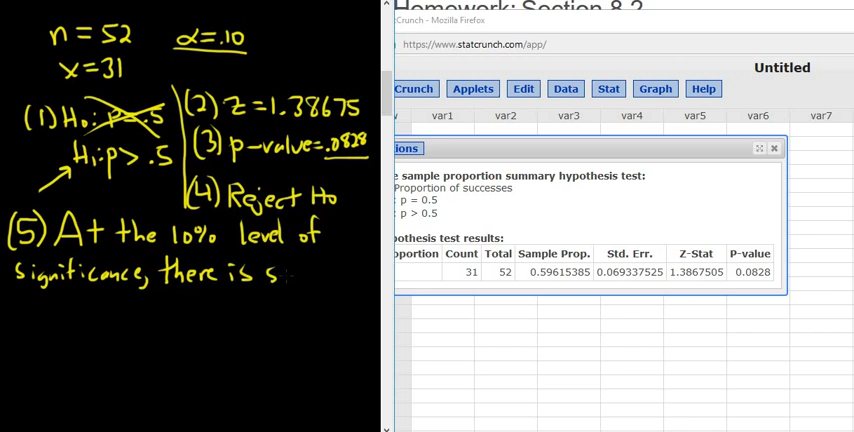 Homework: Section 8.2
n = 52
α = .10
x = 31
(1) H₀: p = .5
H₁: p > .5
(2) Z = 1.38675
(3) p-value = .0828
(4) Reject H₀
(5) At the 10% level of
significance, there is s
Crunch - Mozilla Firefox
https://www.statcrunch.com/app/
Untitled
Crunch Applets Edit Data Stat Graph Help
w var1 var2 var3 var4 var5 var6 var7
ions
e sample proportion summary hypothesis test:
Proportion of successes
: p = 0.5
: p > 0.5
pothesis test results:
oportion Count Total Sample Prop. Std. Err. Z-Stat P-value
31 52 0.59615385 0.069337525 1.3867505 0.0828